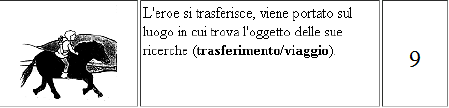 L'eroe si trasferisce, viene portato sul
luogo in cui trova l'oggetto delle sue
ricerche (trasferimento/viaggio)
9